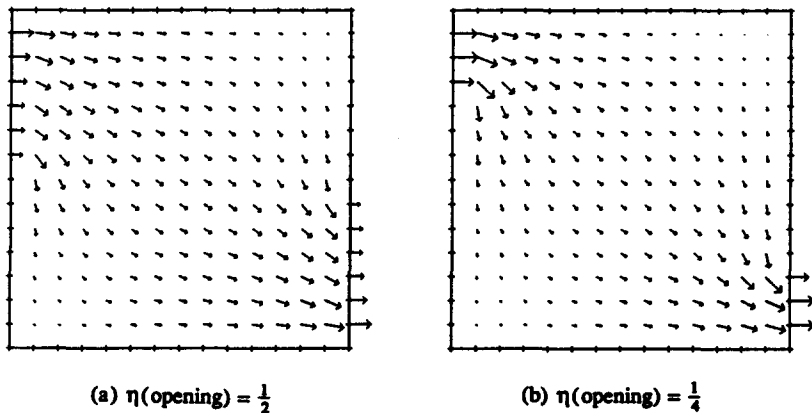 (a) η(opening) = 1/2
(b) η(opening) = 1/4